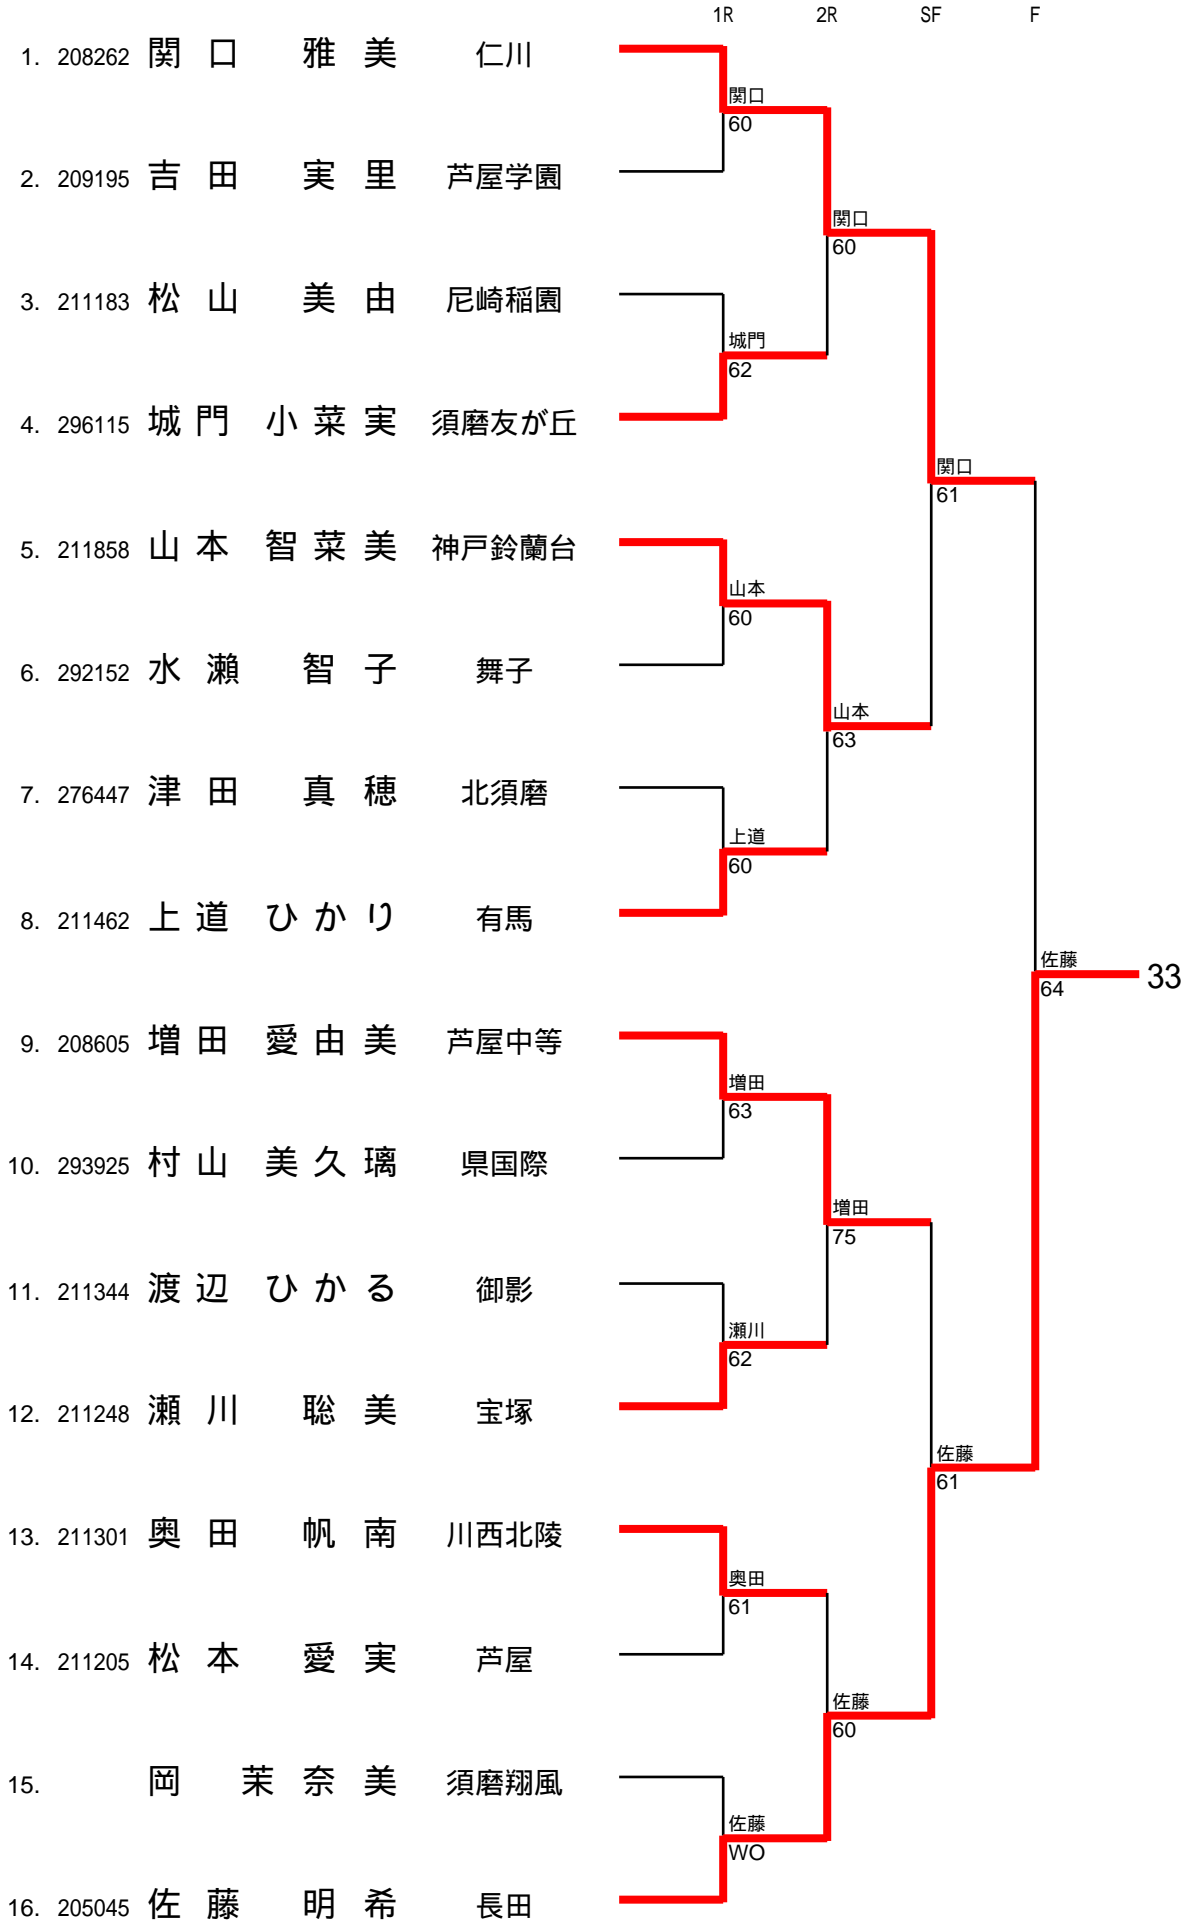 1R 2R SF F
1. 208262 関口 雅美 仁川
関口
60
2. 209195 吉田 実里 芦屋学園
関口
60
3. 211183 松山 美由 尼崎稲園
城門
62
4. 296115 城門 小菜実 須磨友が丘
関口
61
5. 211858 山本 智菜美 神戸鈴蘭台
山本
60
6. 292152 水瀬 智子 舞子
山本
63
7. 276447 津田 真穂 北須磨
上道
60
8. 211462 上道 ひかり 有馬
佐藤
64
33
9. 208605 増田 愛由美 芦屋中等
増田
63
10. 293925 村山 美久璃 県国際
増田
75
11. 211344 渡辺 ひかる 御影
瀬川
62
12. 211248 瀬川 聡美 宝塚
佐藤
61
13. 211301 奥田 帆南 川西北陵
奥田
61
14. 211205 松本 愛実 芦屋
佐藤
60
15. 岡 茉奈美 須磨翔風
佐藤
WO
16. 205045 佐藤 明希 長田